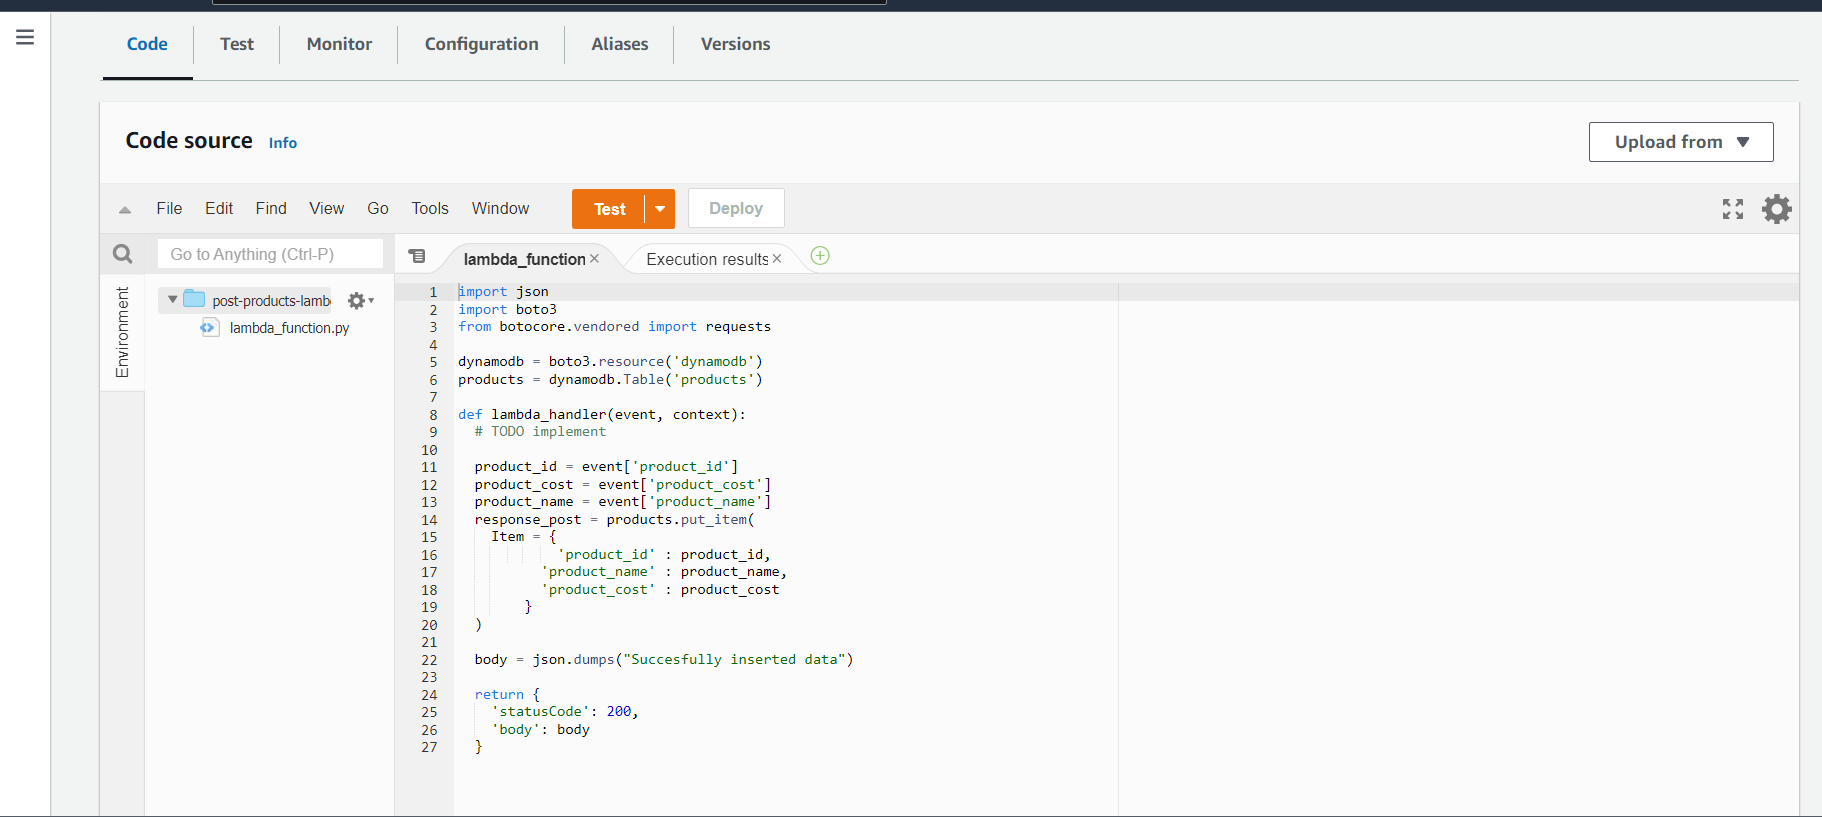 Code Test Monitor Configuration Aliases Versions
Code source Info
Upload from
File Edit Find View Go Tools Window Test Deploy
Go to Anything (Ctrl-P)
lambda_function Execution results
Environment
post-products-lamb
lambda_function.py
1 import json
2 import boto3
3 from botocore.vendored import requests
4
5 dynamodb = boto3.resource('dynamodb')
6 products = dynamodb.Table('products')
7
8 def lambda_handler(event, context):
9 # TODO implement
10
11 product_id = event['product_id']
12 product_cost = event['product_cost']
13 product_name = event['product_name']
14 response_post = products.put_item(
15 Item = {
16 'product_id' : product_id,
17 'product_name' : product_name,
18 'product_cost' : product_cost
19 }
20 )
21
22 body = json.dumps("Succesfully inserted data")
23
24 return {
25 'statusCode': 200,
26 'body': body
27 }